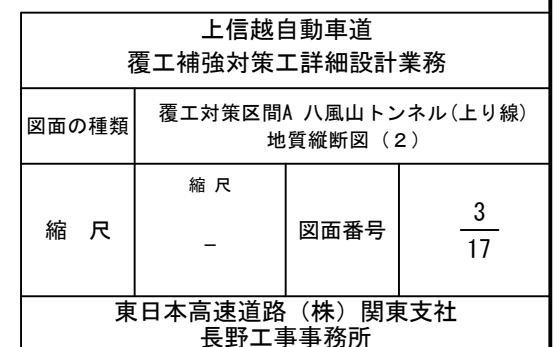 上信越自動車道
覆工補強対策工詳細設計業務
図面の種類
覆工対策区間A 八風山トンネル(上り線)
地質縦断図（２）
縮 尺
縮 尺
–
図面番号
3
17
東日本高速道路（株）関東支社
長野工事事務所